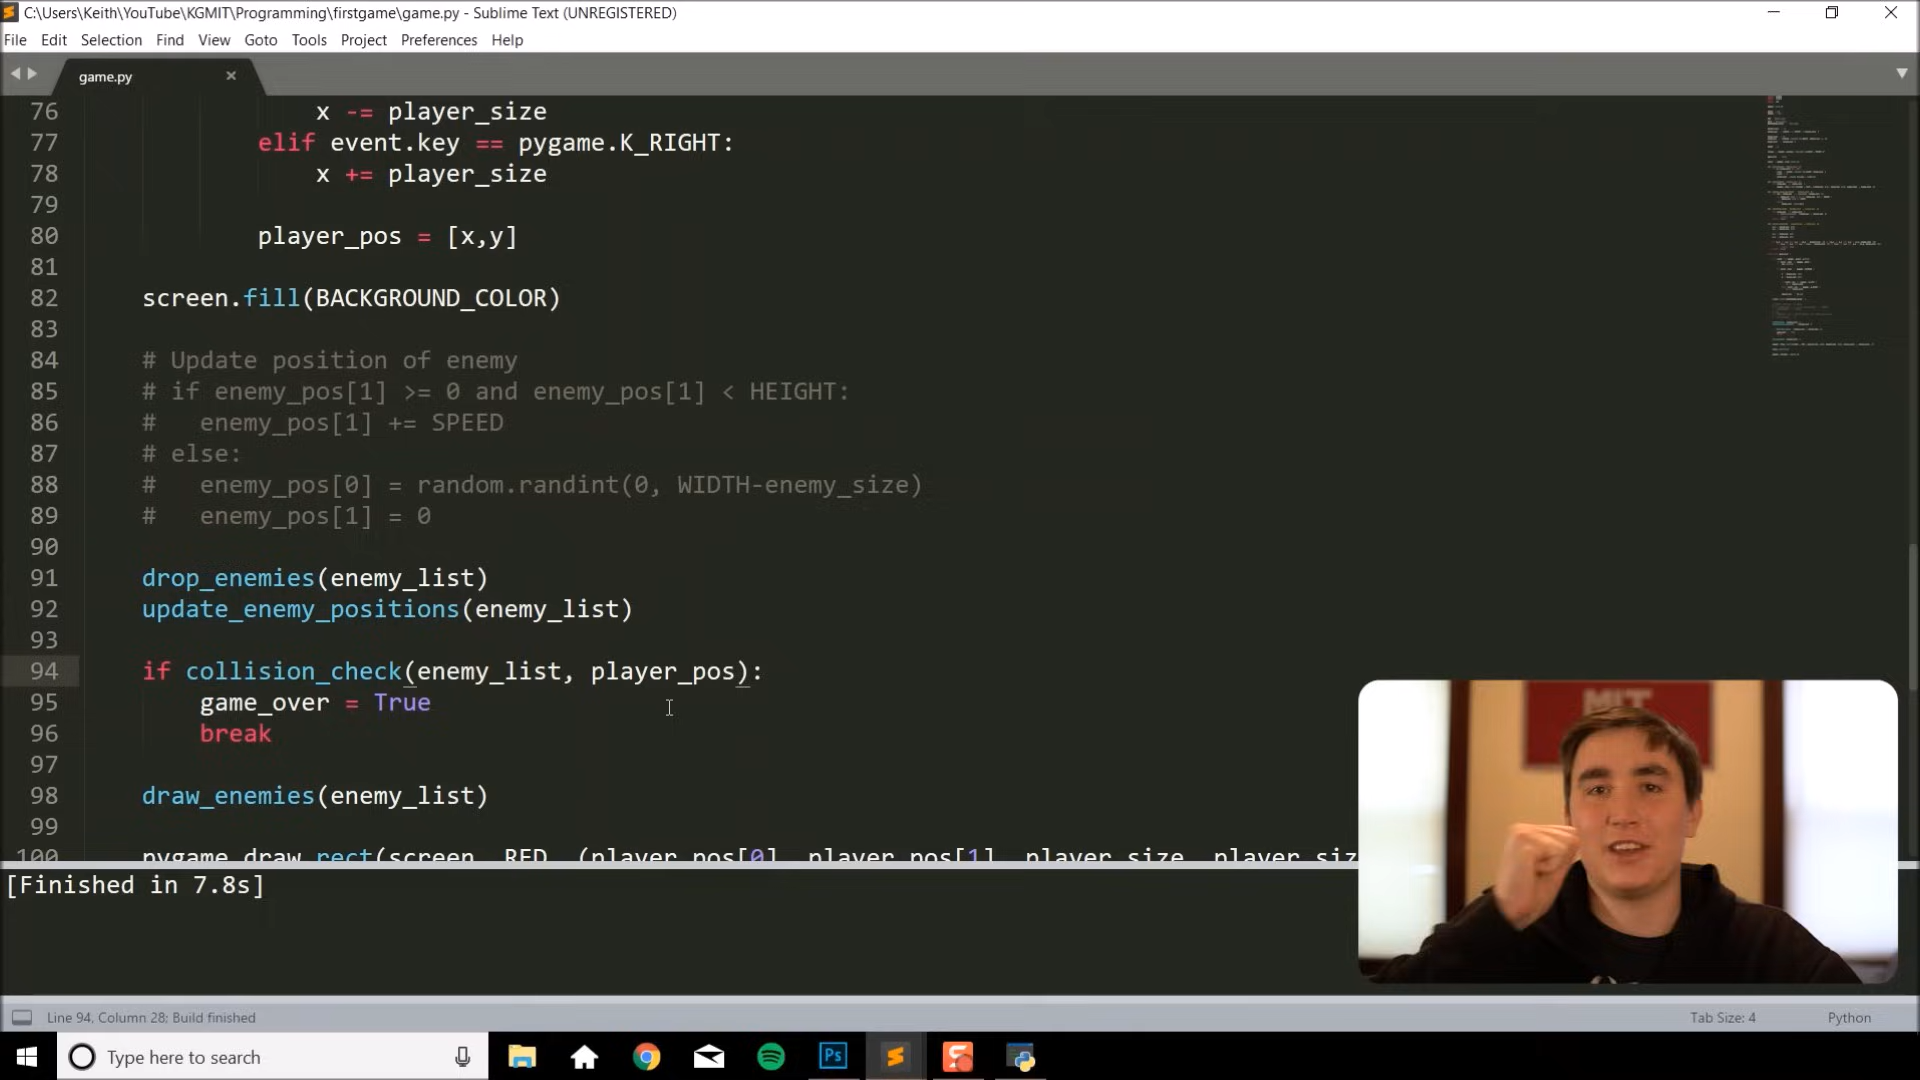 C:\Users\Keith\YouTube\KGMIT\Programming\firstgame\game.py - Sublime Text (UNREGISTERED)
File Edit Selection Find View Goto Tools Project Preferences Help
game.py
76 x -= player_size
77 elif event.key == pygame.K_RIGHT:
78 x += player_size
79
80 player_pos = [x,y]
81
82 screen.fill(BACKGROUND_COLOR)
83
84 # Update position of enemy
85 # if enemy_pos[1] >= 0 and enemy_pos[1] < HEIGHT:
86 # enemy_pos[1] += SPEED
87 # else:
88 # enemy_pos[0] = random.randint(0, WIDTH-enemy_size)
89 # enemy_pos[1] = 0
90
91 drop_enemies(enemy_list)
92 update_enemy_positions(enemy_list)
93
94 if collision_check(enemy_list, player_pos):
95 game_over = True
96 break
97
98 draw_enemies(enemy_list)
99
100 pygame.draw.rect(screen, RED, (player_pos[0], player_pos[1], player_size, player_siz
MIT
[Finished in 7.8s]
Line 94, Column 28; Build finished
Tab Size: 4
Python
Type here to search
Ps